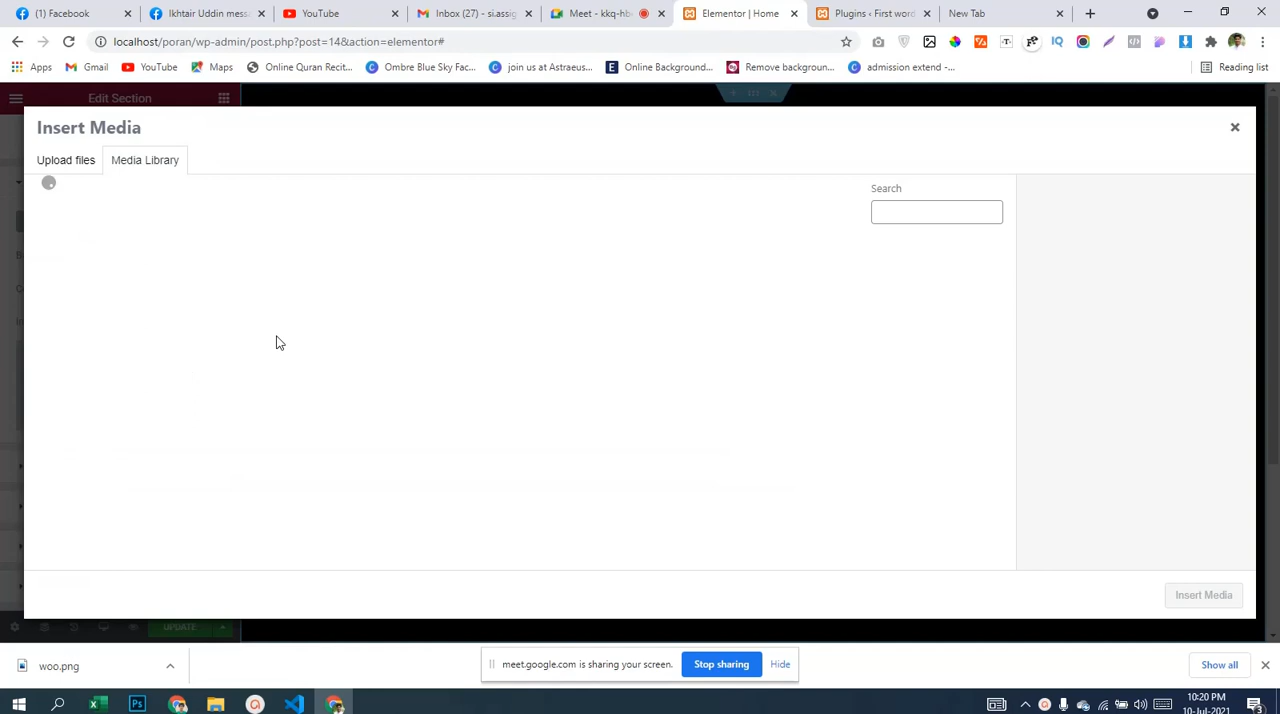 (1) Facebook
Ikhtair Uddin mess
YouTube
Inbox (27) - si.assig
Meet - kkq-hb
Elementor | Home
Plugins ‹ First word
New Tab
localhost/poran/wp-admin/post.php?post=14&action=elementor#
Apps
Gmail
YouTube
Maps
Online Quran Recit...
Ombre Blue Sky Fac...
join us at Astraeus...
Online Background...
Remove backgroun...
admission extend -...
Reading list
Edit Section
Insert Media
Upload files
Media Library
Search
Insert Media
UPDATE
woo.png
meet.google.com is sharing your screen.
Stop sharing
Hide
Show all
10:20 PM
10-Jul-2021